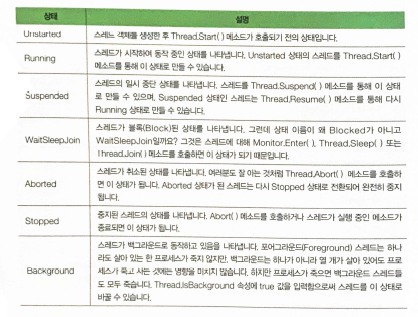 상태 설명
Unstarted 스레드 객체를 생성한 후 Thread.Start( ) 메소드가 호출되기 전의 상태입니다.
Running 스레드가 시작하여 동작 중인 상태를 나타냅니다. Unstarted 상태의 스레드를 Thread.Start( )
메소드를 통해 이 상태로 만들 수 있습니다.
Suspended 스레드의 일시 중단 상태를 나타냅니다. 스레드를 Thread.Suspend( ) 메소드를 통해 이 상태
로 만들 수 있으며, Suspended 상태인 스레드는 Thread.Resume( ) 메소드를 통해 다시
Running 상태로 만들 수 있습니다.
WaitSleepJoin 스레드가 블록(Block)된 상태를 나타냅니다. 그런데 상태 이름이 왜 Blocked가 아니고
WaitSleepJoin일까요? 그것은 스레드에 대해 Monitor.Enter( ), Thread.Sleep( ) 또는
Thread.Join( ) 메소드를 호출하면 이 상태가 되기 때문입니다.
Aborted 스레드가 취소된 상태를 나타냅니다. 여러분도 잘 아는 것처럼 Thread.Abort( ) 메소드를 호출하
면 이 상태가 됩니다. Aborted 상태가 된 스레드는 다시 Stopped 상태로 전환되어 완전히 중지
됩니다.
Stopped 중지된 스레드의 상태를 나타냅니다. Abort( ) 메소드를 호출하거나 스레드가 실행 중인 메소드가
종료되면 이 상태가 됩니다.
Background 스레드가 백그라운드로 동작하고 있음을 나타냅니다. 포어그라운드(Foreground) 스레드는 하나
라도 살아 있는 한 프로세스가 죽지 않지만, 백그라운드는 하나가 아니라 열 개가 살아 있어도 프로
세스가 죽고 사는 것에는 영향을 미치지 않습니다. 하지만 프로세스가 죽으면 백그라운드 스레드들
도 모두 죽습니다. Thread.IsBackground 속성에 true 값을 입력함으로써 스레드를 이 상태로
바꿀 수 있습니다.